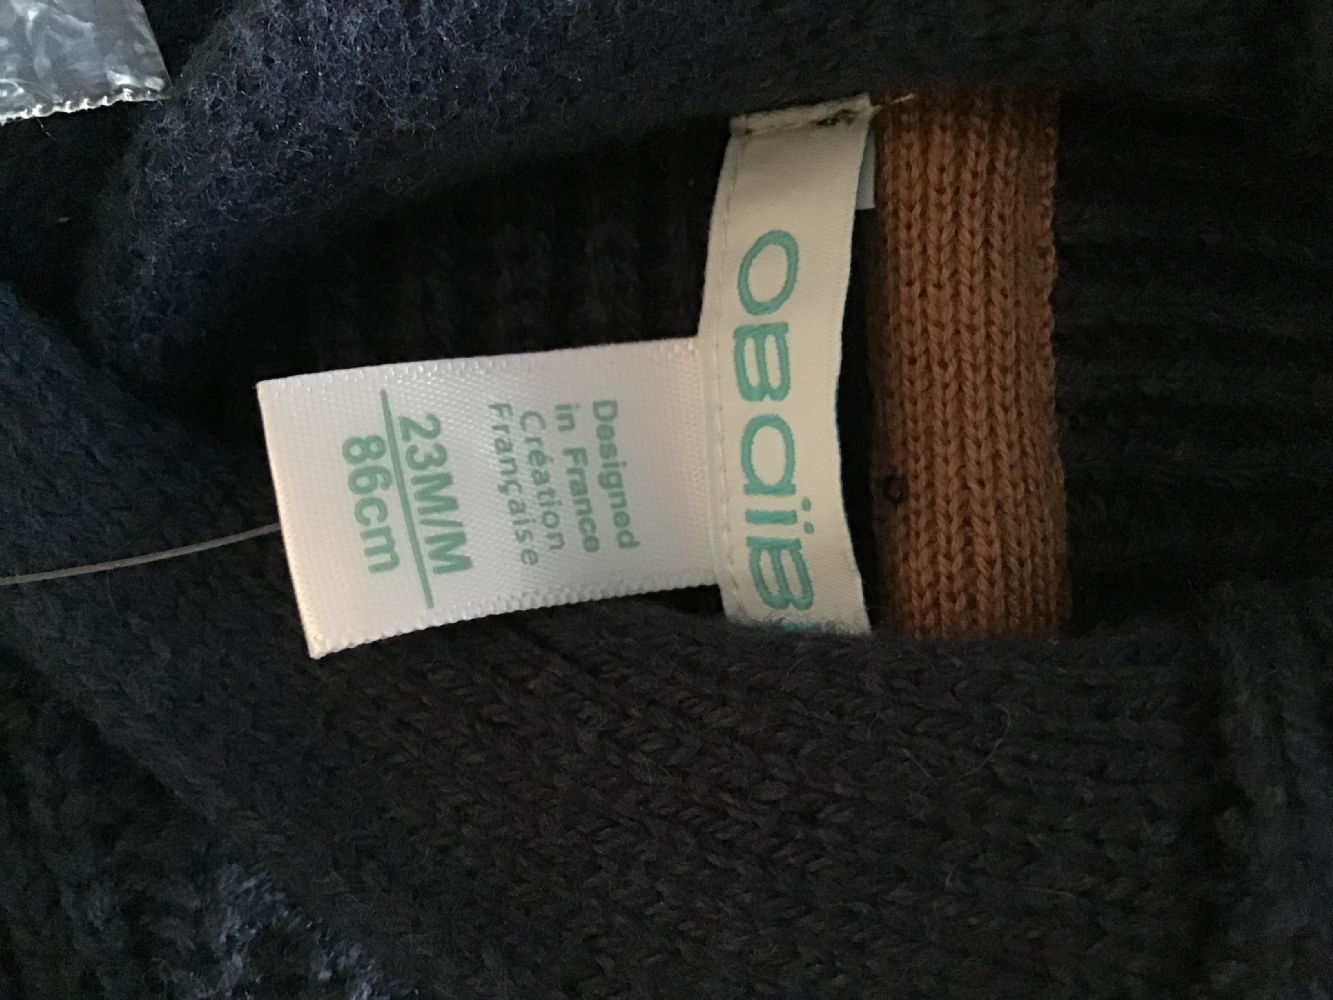 OBaïB
Designed
in France
Création
Française
23M/M
86cm